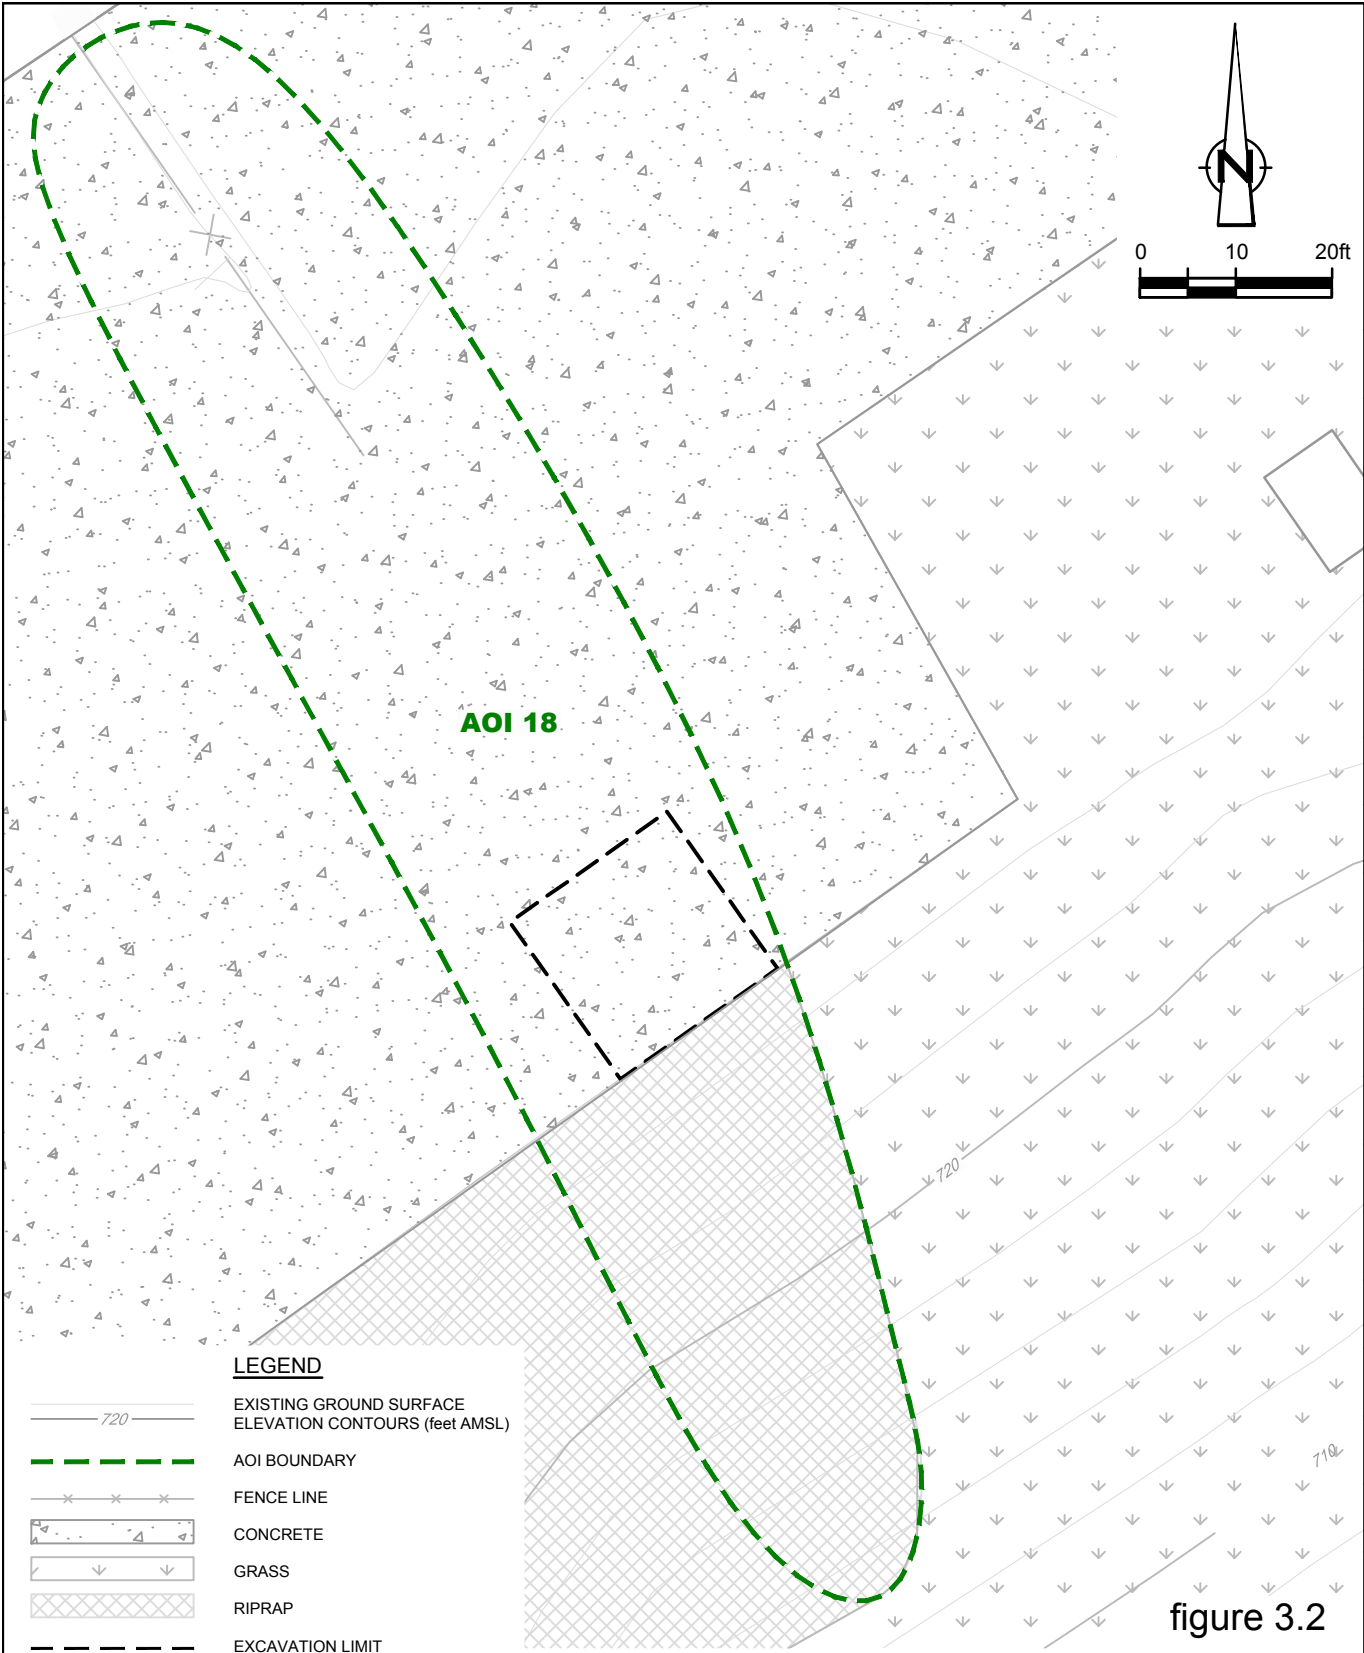 N
0 10 20ft
AOI 18
720
710
LEGEND
720
EXISTING GROUND SURFACE
ELEVATION CONTOURS (feet AMSL)
AOI BOUNDARY
FENCE LINE
CONCRETE
GRASS
RIPRAP
EXCAVATION LIMIT
figure 3.2